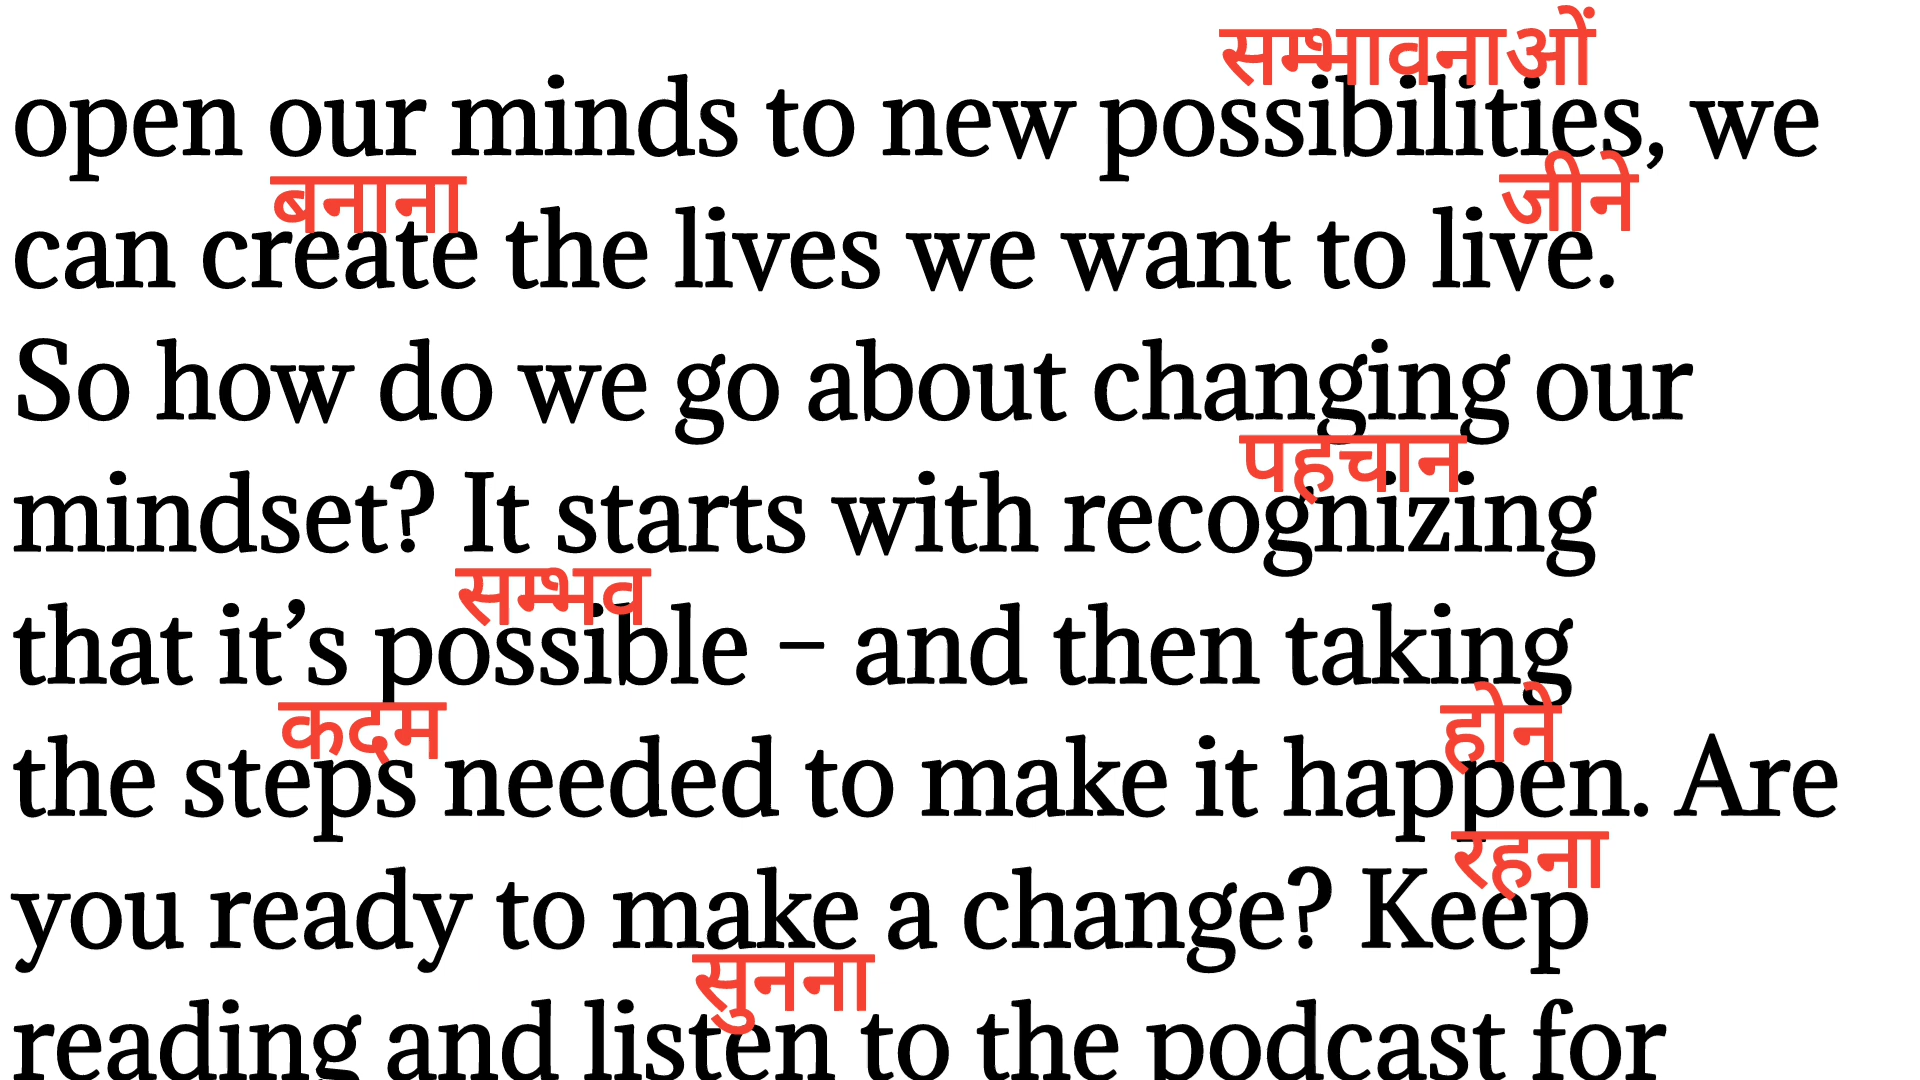 सम्भावनाओं
open our minds to new possibilities, we
बनाना जीने
can create the lives we want to live.
So how do we go about changing our
पहचान
mindset? It starts with recognizing
सम्भव
that it’s possible – and then taking
कदम होने
the steps needed to make it happen. Are
रहना
you ready to make a change? Keep
सुनना
reading and listen to the podcast for